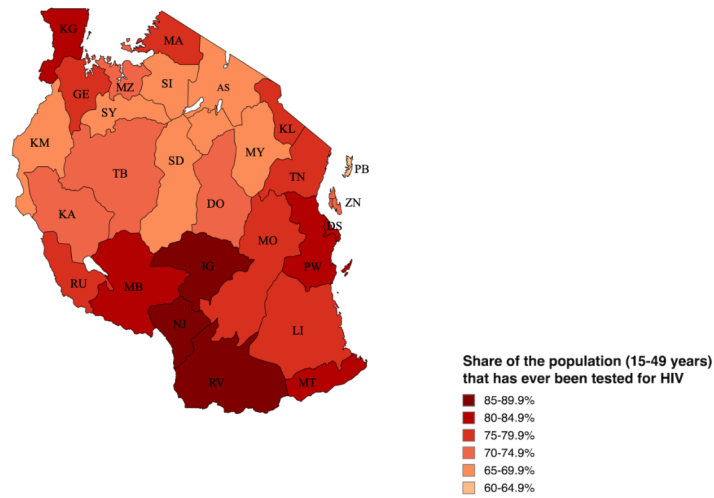 KG
MA
GE
MZ
SI
AS
SY
KL
KM
MY
SD
TB
TN
PB
KA
DO
ZN
DS
MO
IG
PW
RU
MB
NJ
LI
RV
MT
Share of the population (15-49 years)
that has ever been tested for HIV
85-89.9%
80-84.9%
75-79.9%
70-74.9%
65-69.9%
60-64.9%